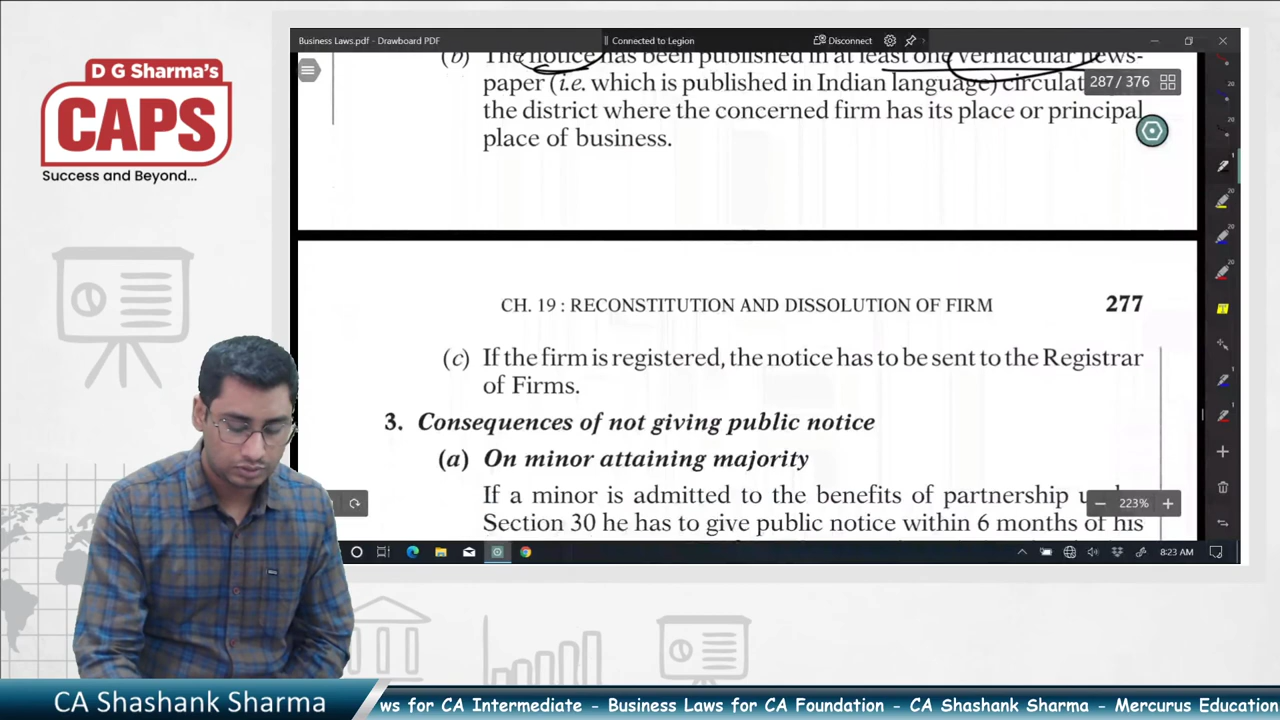 D G Sharma's
CAPS
Success and Beyond...
Business Laws.pdf - Drawboard PDF
Connected to Legion
Disconnect
(b) The notice has been published in at least one vernacular news-
paper (i.e. which is published in Indian language)
287 / 376
the district where the concerned firm has its place or principal
place of business.
CH. 19 : RECONSTITUTION AND DISSOLUTION OF FIRM 277
(c) If the firm is registered, the notice has to be sent to the Registrar
of Firms.
3. Consequences of not giving public notice
(a) On minor attaining majority
If a minor is admitted to the benefits of partnership
223%
Section 30 he has to give public notice within 6 months of his
8:23 AM
CA Shashank Sharma
ws for CA Intermediate - Business Laws for CA Foundation - CA Shashank Sharma - Mercurus Education